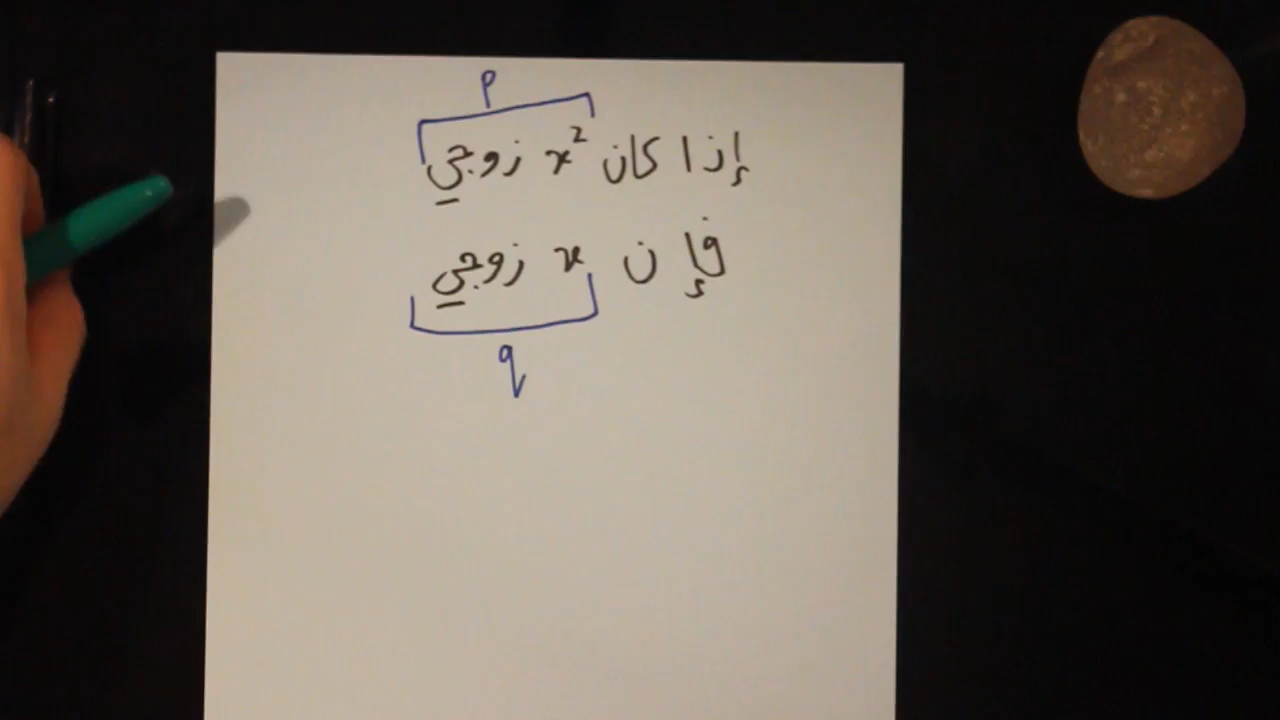 p
إذا كان x² زوجي
فإن x زوجي
q